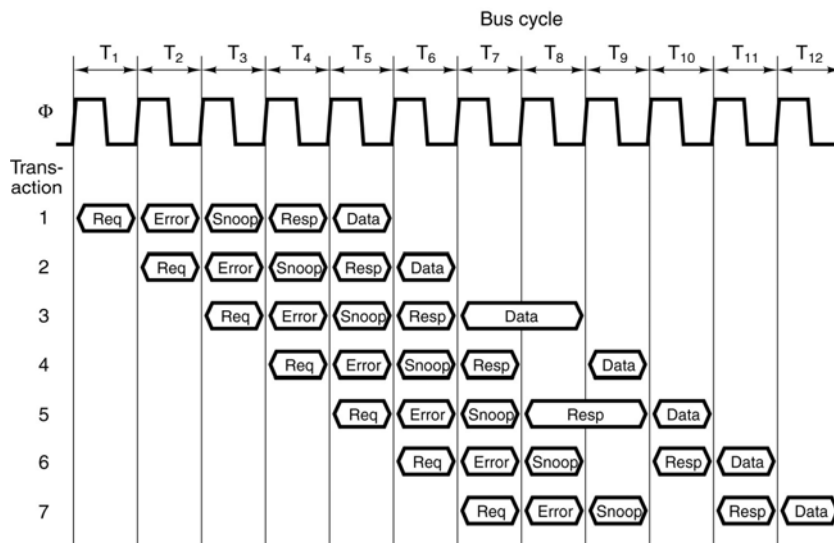 Bus cycle
T1 T2 T3 T4 T5 T6 T7 T8 T9 T10 T11 T12
Φ
Trans-
action
1 Req Error Snoop Resp Data
2 Req Error Snoop Resp Data
3 Req Error Snoop Resp Data
4 Req Error Snoop Resp Data
5 Req Error Snoop Resp Data
6 Req Error Snoop Resp Data
7 Req Error Snoop Resp Data